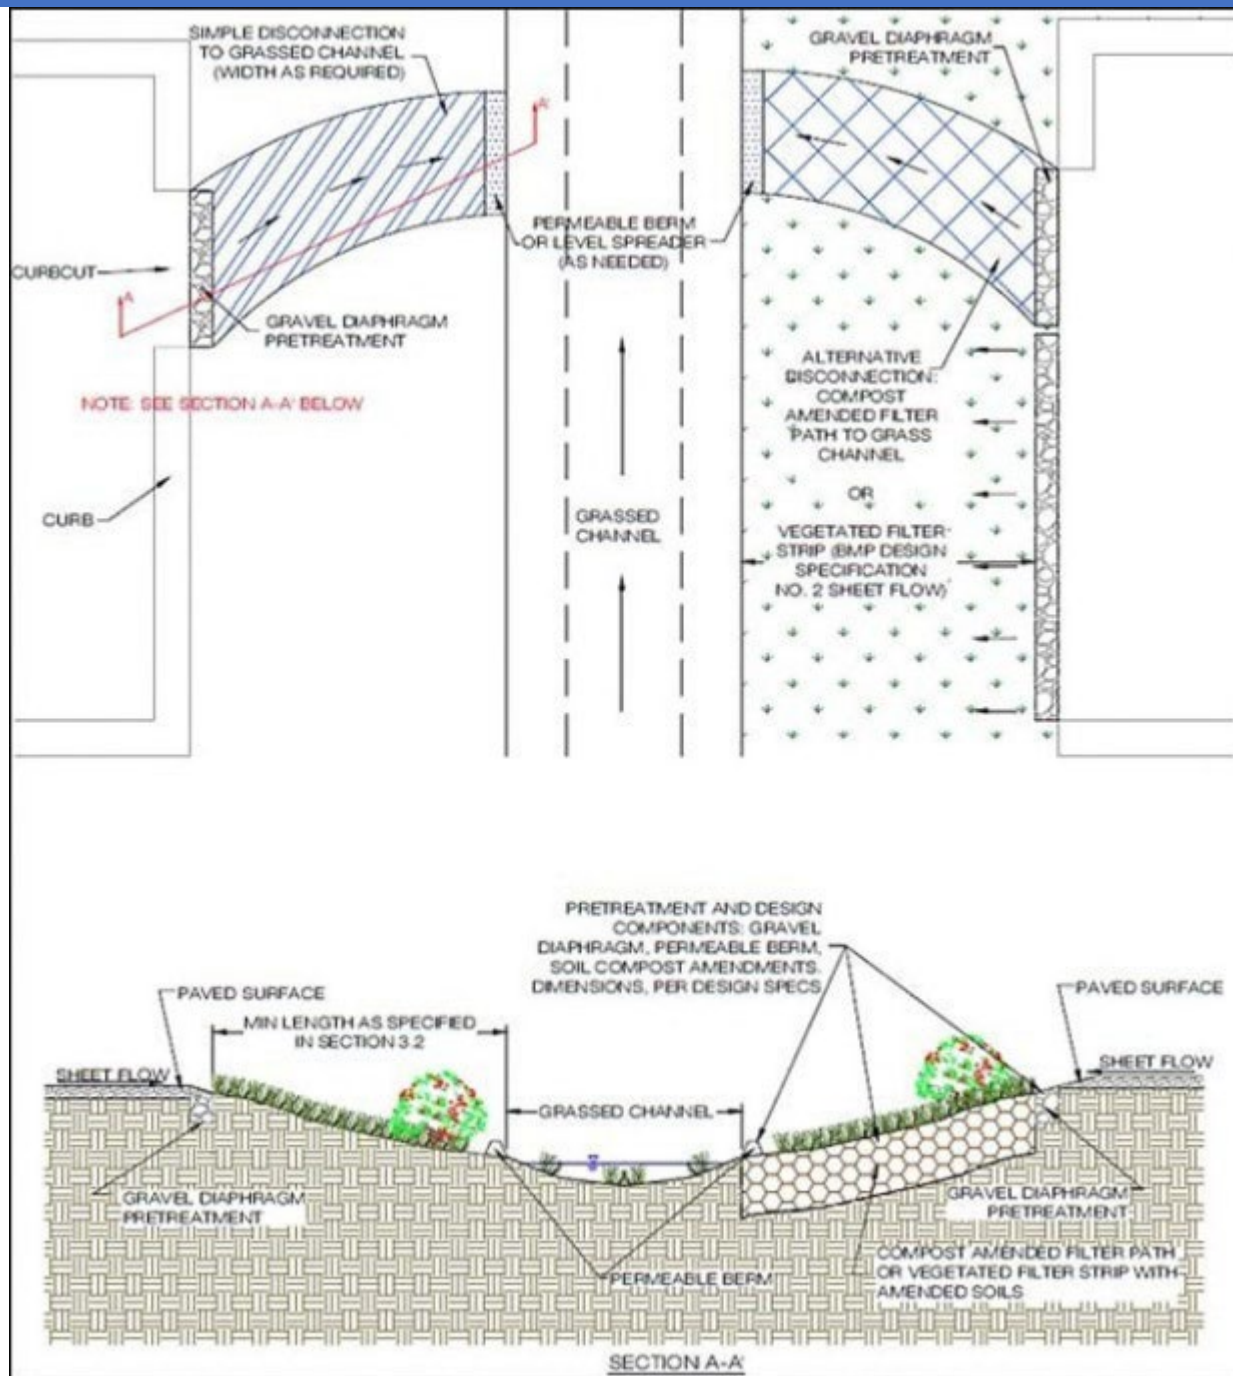 SIMPLE DISCONNECTION
TO GRASSED CHANNEL
(WIDTH AS REQUIRED)
GRAVEL DIAPHRAGM
PRETREATMENT
A'
PERMEABLE BERM
OR LEVEL SPREADER
(AS NEEDED)
CURBCUT
A
GRAVEL DIAPHRAGM
PRETREATMENT
NOTE: SEE SECTION A-A' BELOW
ALTERNATIVE
DISCONNECTION:
COMPOST
AMENDED FILTER
PATH TO GRASS
CHANNEL
OR
CURB
GRASSED
CHANNEL
VEGETATED FILTER
STRIP (BMP DESIGN
SPECIFICATION
NO. 2 SHEET FLOW)
PRETREATMENT AND DESIGN
COMPONENTS: GRAVEL
DIAPHRAGM, PERMEABLE BERM,
SOIL COMPOST AMENDMENTS.
DIMENSIONS, PER DESIGN SPECS
PAVED SURFACE
PAVED SURFACE
MIN LENGTH AS SPECIFIED
IN SECTION 3.2
SHEET FLOW
SHEET FLOW
GRASSED CHANNEL
GRAVEL DIAPHRAGM
PRETREATMENT
GRAVEL DIAPHRAGM
PRETREATMENT
PERMEABLE BERM
COMPOST AMENDED FILTER PATH
OR VEGETATED FILTER STRIP WITH
AMENDED SOILS
SECTION A-A'